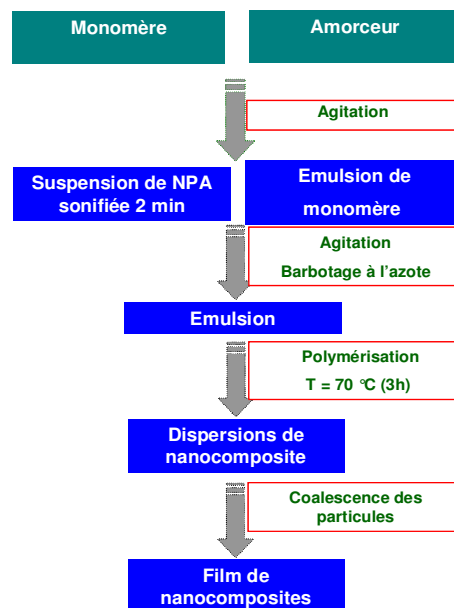 Monomère
Amorceur
Agitation
Suspension de NPA
sonifiée 2 min
Emulsion de
monomère
Agitation
Barbotage à l'azote
Emulsion
Polymérisation
T = 70 °C (3h)
Dispersions de
nanocomposite
Coalescence des
particules
Film de
nanocomposites